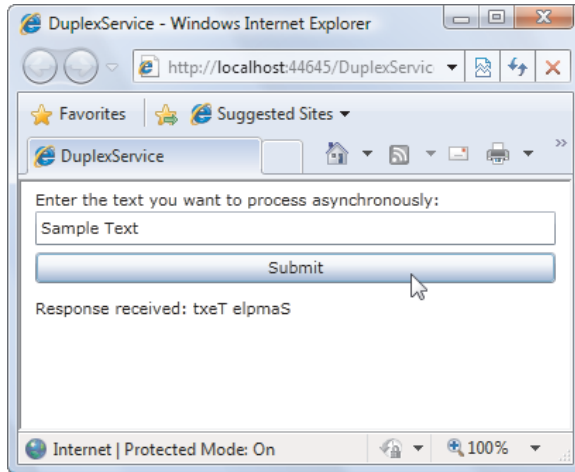 DuplexService - Windows Internet Explorer
http://localhost:44645/DuplexServic
Favorites Suggested Sites
DuplexService
Enter the text you want to process asynchronously:
Sample Text
Submit
Response received: txeT elpmaS
Internet | Protected Mode: On 100%